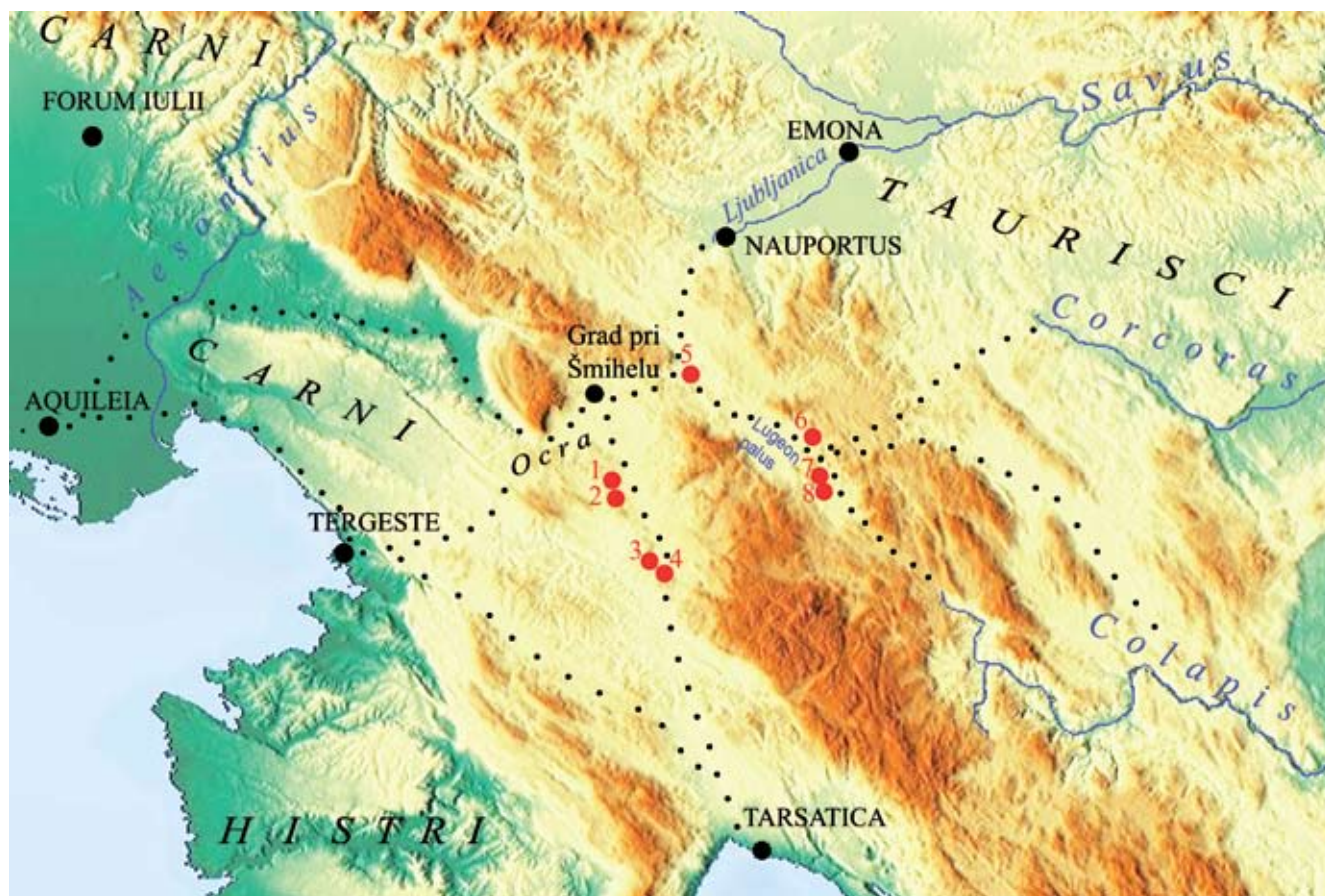 CARNI
FORUM IULII
Aesontius
Savus
EMONA
Ljubljanica
TAURISCI
NAUPORTUS
Corcoras
Grad pri
Šmihelu
5
CARNI
AQUILEIA
Ocra
6
Lugeon
palus
7
8
1
2
TERGESTE
3
4
Colapis
TARSATICA
HISTRI